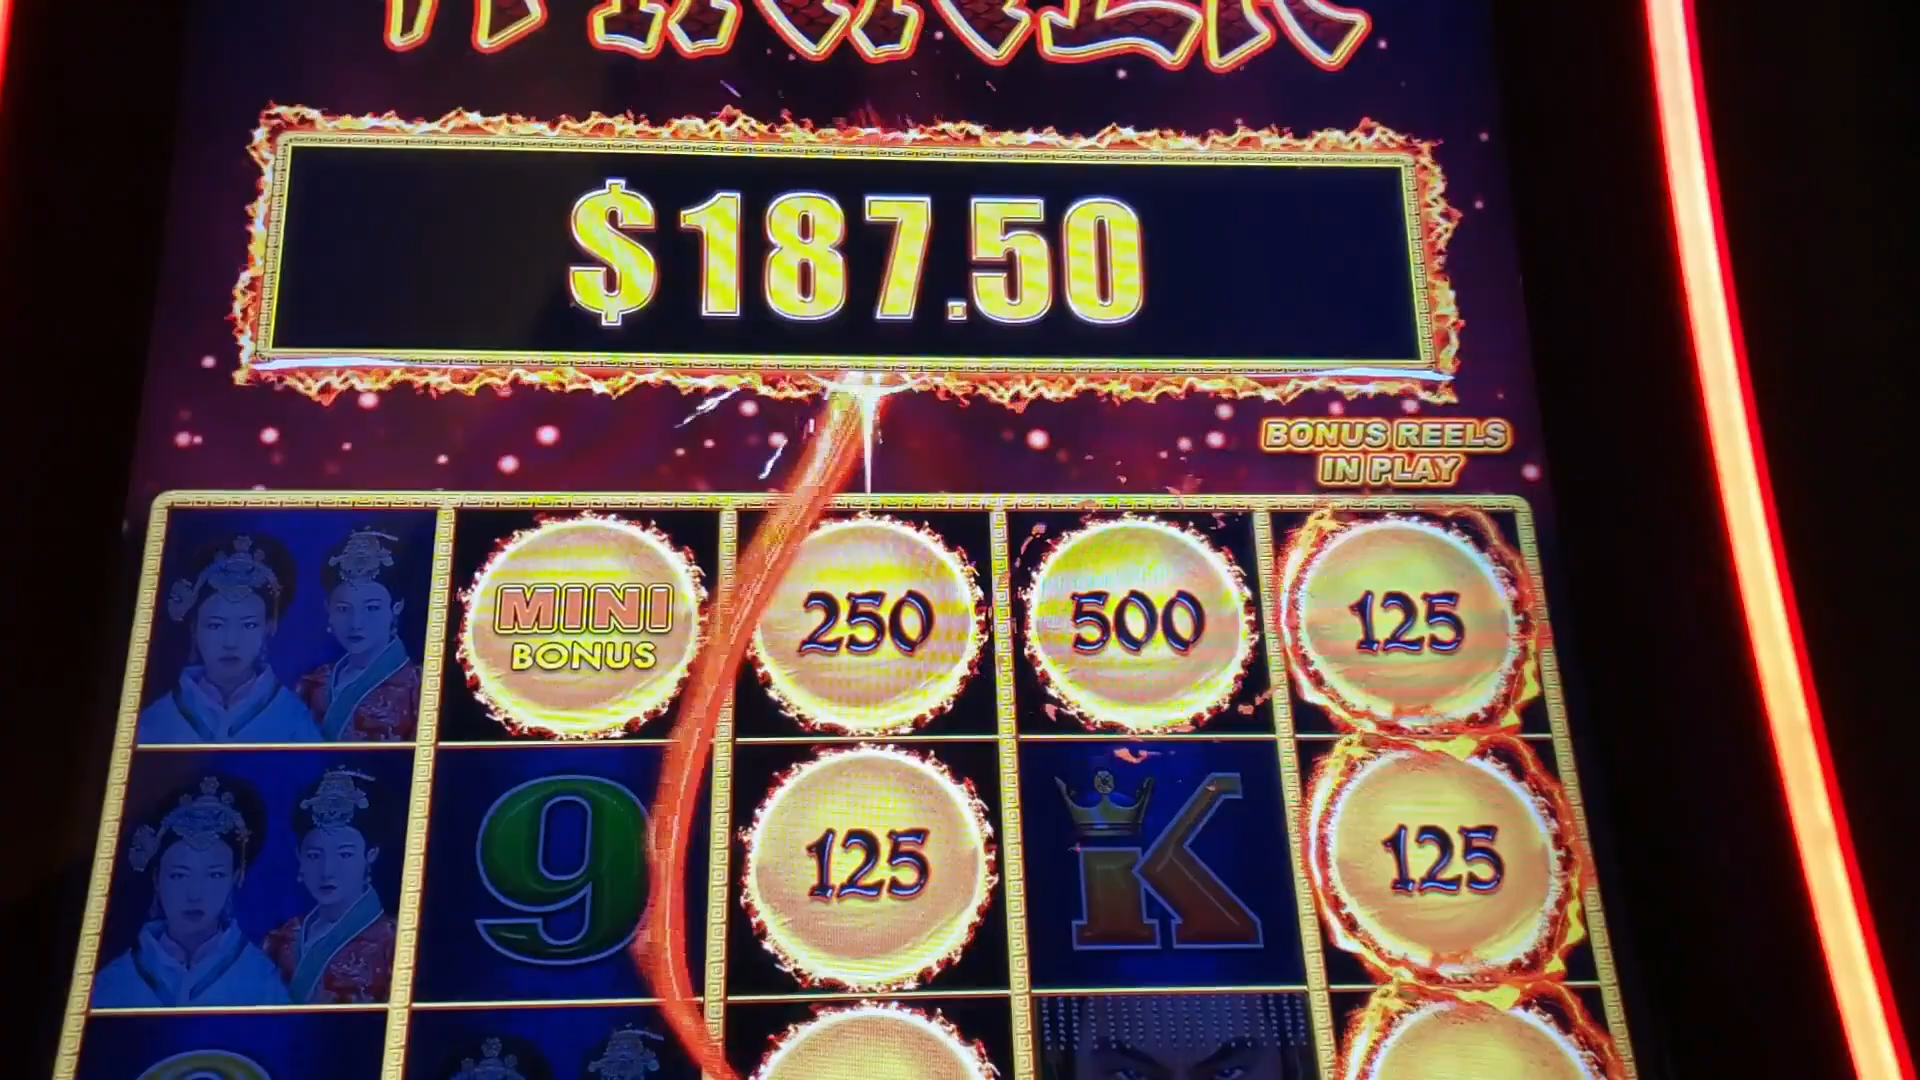 $187.50
BONUS REELS
IN PLAY
MINI
BONUS
250
500
125
9
125
K
125